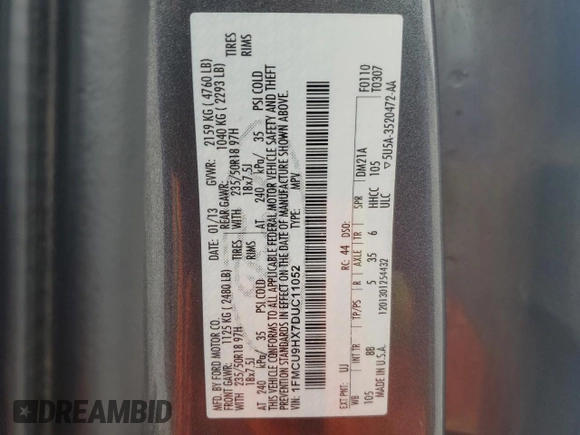 MFD. BY FORD MOTOR CO.
DATE: 01/13 GVWR: 2159 KG ( 4760 LB)
FRONT GAWR: 1125 KG ( 2480 LB) REAR GAWR: 1040 KG ( 2293 LB)
WITH 235/50R18 97H TIRES WITH 235/50R18 97H TIRES
18x7.5J RIMS 18x7.5J RIMS
AT 240 kPa/ 35 PSI COLD AT 240 kPa/ 35 PSI COLD
THIS VEHICLE CONFORMS TO ALL APPLICABLE FEDERAL MOTOR VEHICLE SAFETY AND THEFT
PREVENTION STANDARDS IN EFFECT ON THE DATE OF MANUFACTURE SHOWN ABOVE.
VIN: 1FMCU9HX7DUC11052 TYPE: MPV
F0110
T0307
EXT PNT: UJ RC: 44 DSO: DM21A
WB INT TR TP/PS R AXLE TR SPR
105 8B 5 35 6 HHCC 105
ULC
MADE IN U.S.A. 1201301254432 ▽5U5A-3520472-AA
DREAMBID